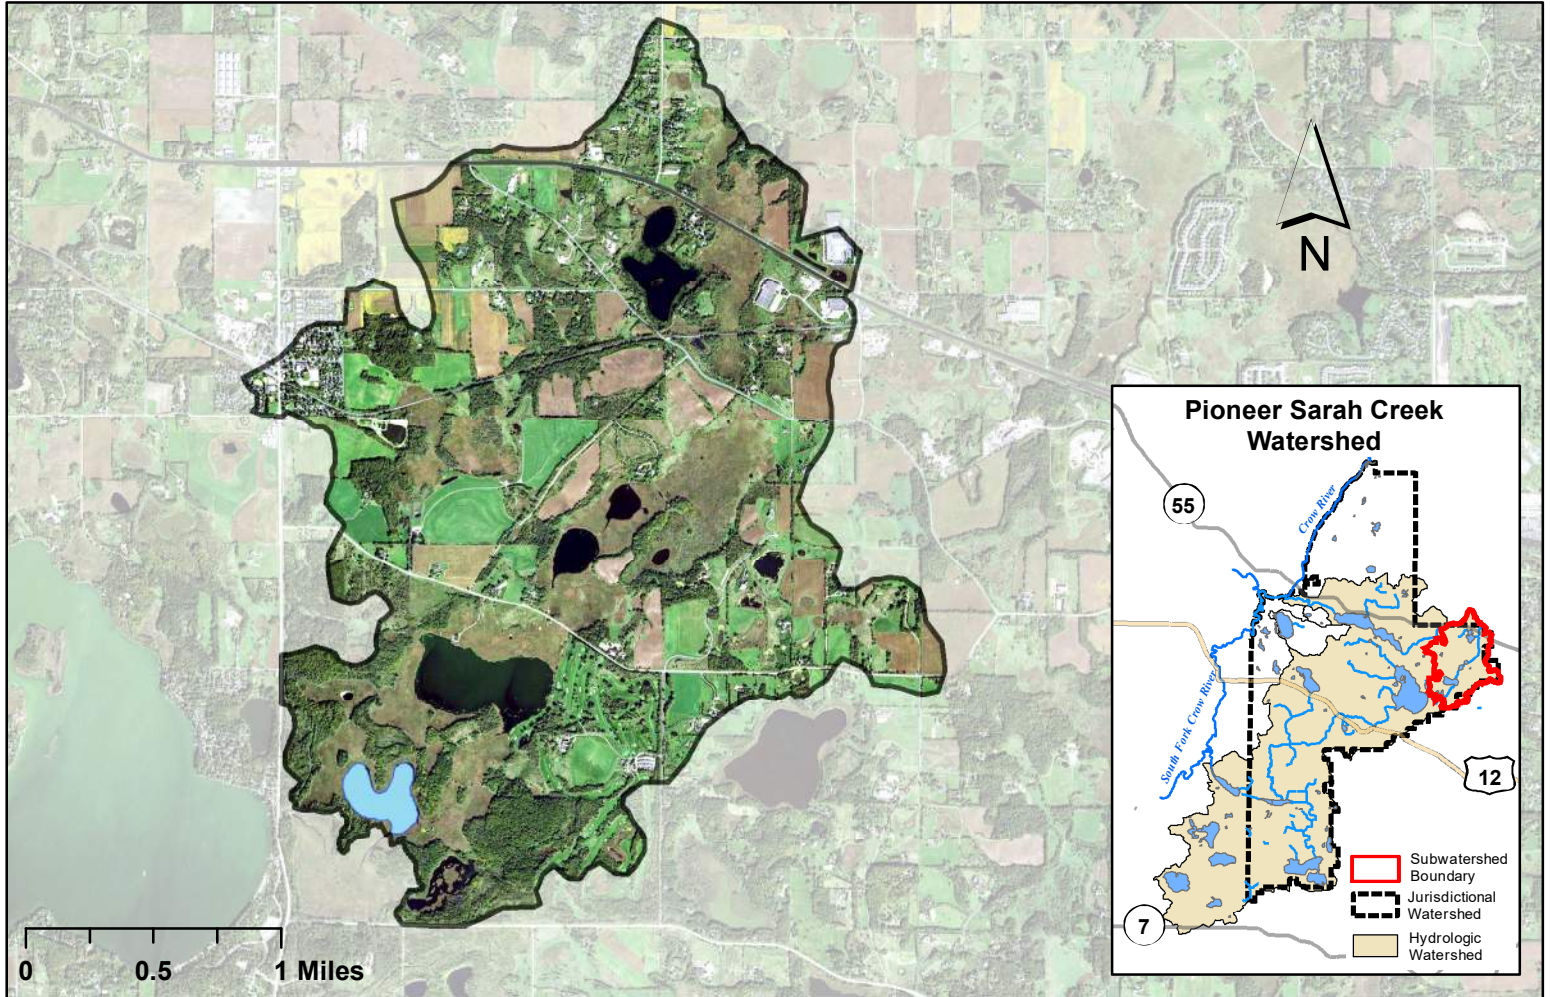 N
Pioneer Sarah Creek
Watershed
55
Crow River
South Fork Crow River
12
7
Subwatershed
Boundary
Jurisdictional
Watershed
Hydrologic
Watershed
0 0.5 1 Miles